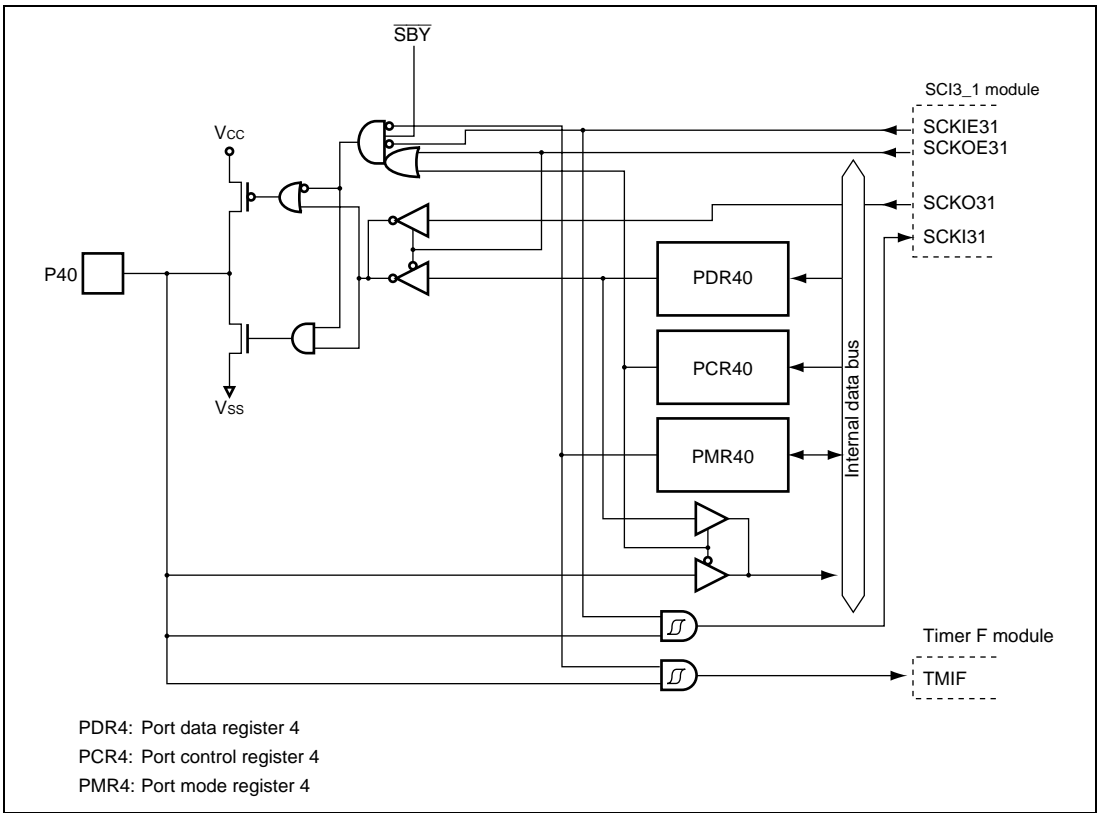 SBY
SCI3_1 module
VCC
SCKIE31
SCKOE31
SCKO31
SCKI31
P40
PDR40
PCR40
PMR40
Internal data bus
VSS
Timer F module
TMIF
PDR4: Port data register 4
PCR4: Port control register 4
PMR4: Port mode register 4